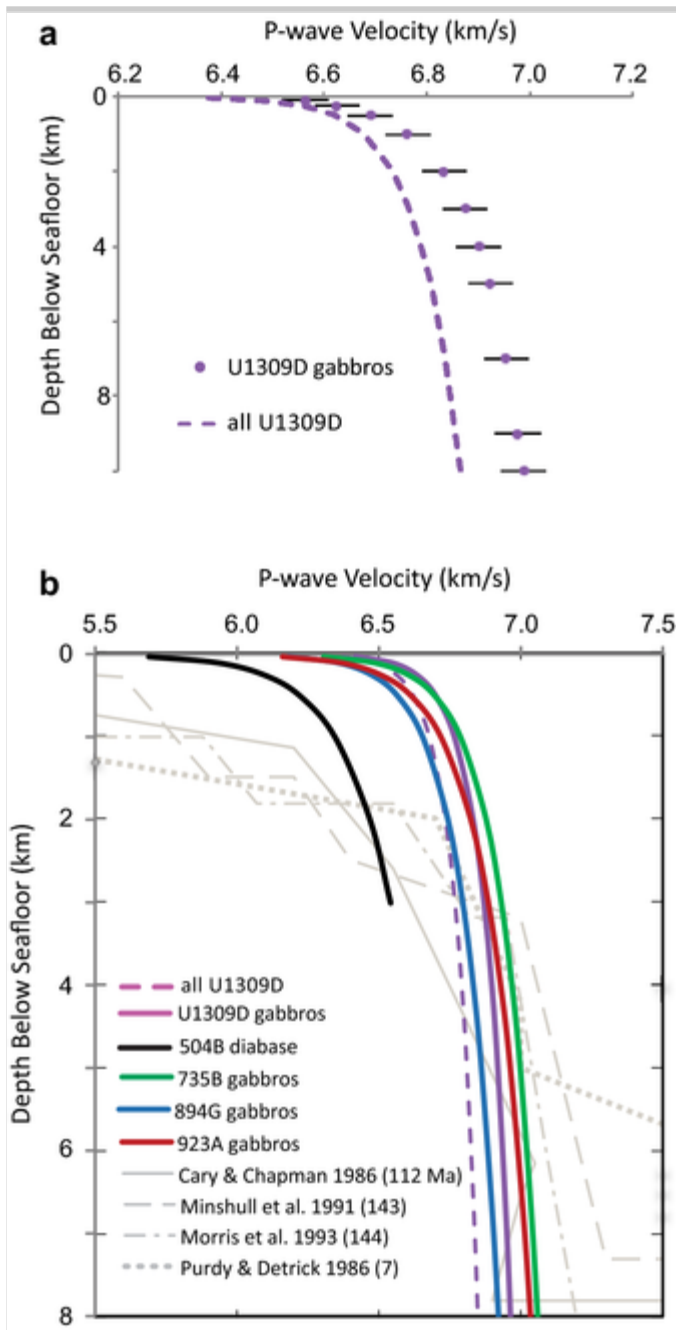 a
P-wave Velocity (km/s)
6.2 6.4 6.6 6.8 7.0 7.2
0
4
8
Depth Below Seafloor (km)
U1309D gabbros
all U1309D
b
P-wave Velocity (km/s)
5.5 6.0 6.5 7.0 7.5
0
2
4
6
8
Depth Below Seafloor (km)
all U1309D
U1309D gabbros
504B diabase
735B gabbros
894G gabbros
923A gabbros
Cary & Chapman 1986 (112 Ma)
Minshull et al. 1991 (143)
Morris et al. 1993 (144)
Purdy & Detrick 1986 (7)